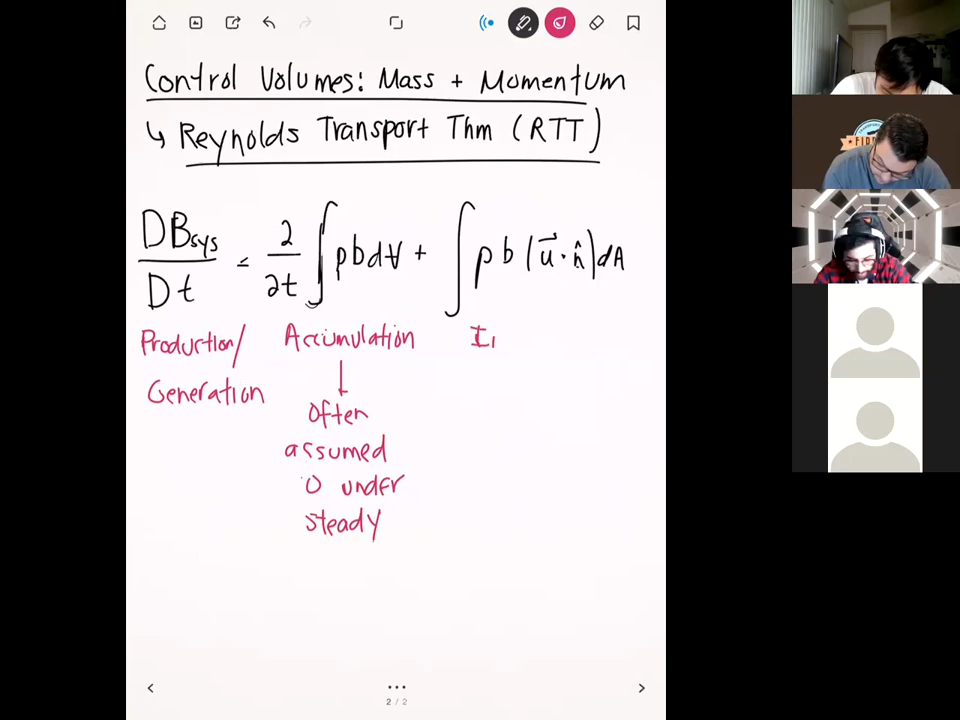 Control Volumes: Mass + Momentum
↳ Reynolds Transport Thm (RTT)
DBsys/Dt = ∂/∂t ∫ρbdV + ∫ρb(u⃗·n̂)dA
Production/
Generation
Accumulation
↓
Often
assumed
0 under
steady
I
2 / 2